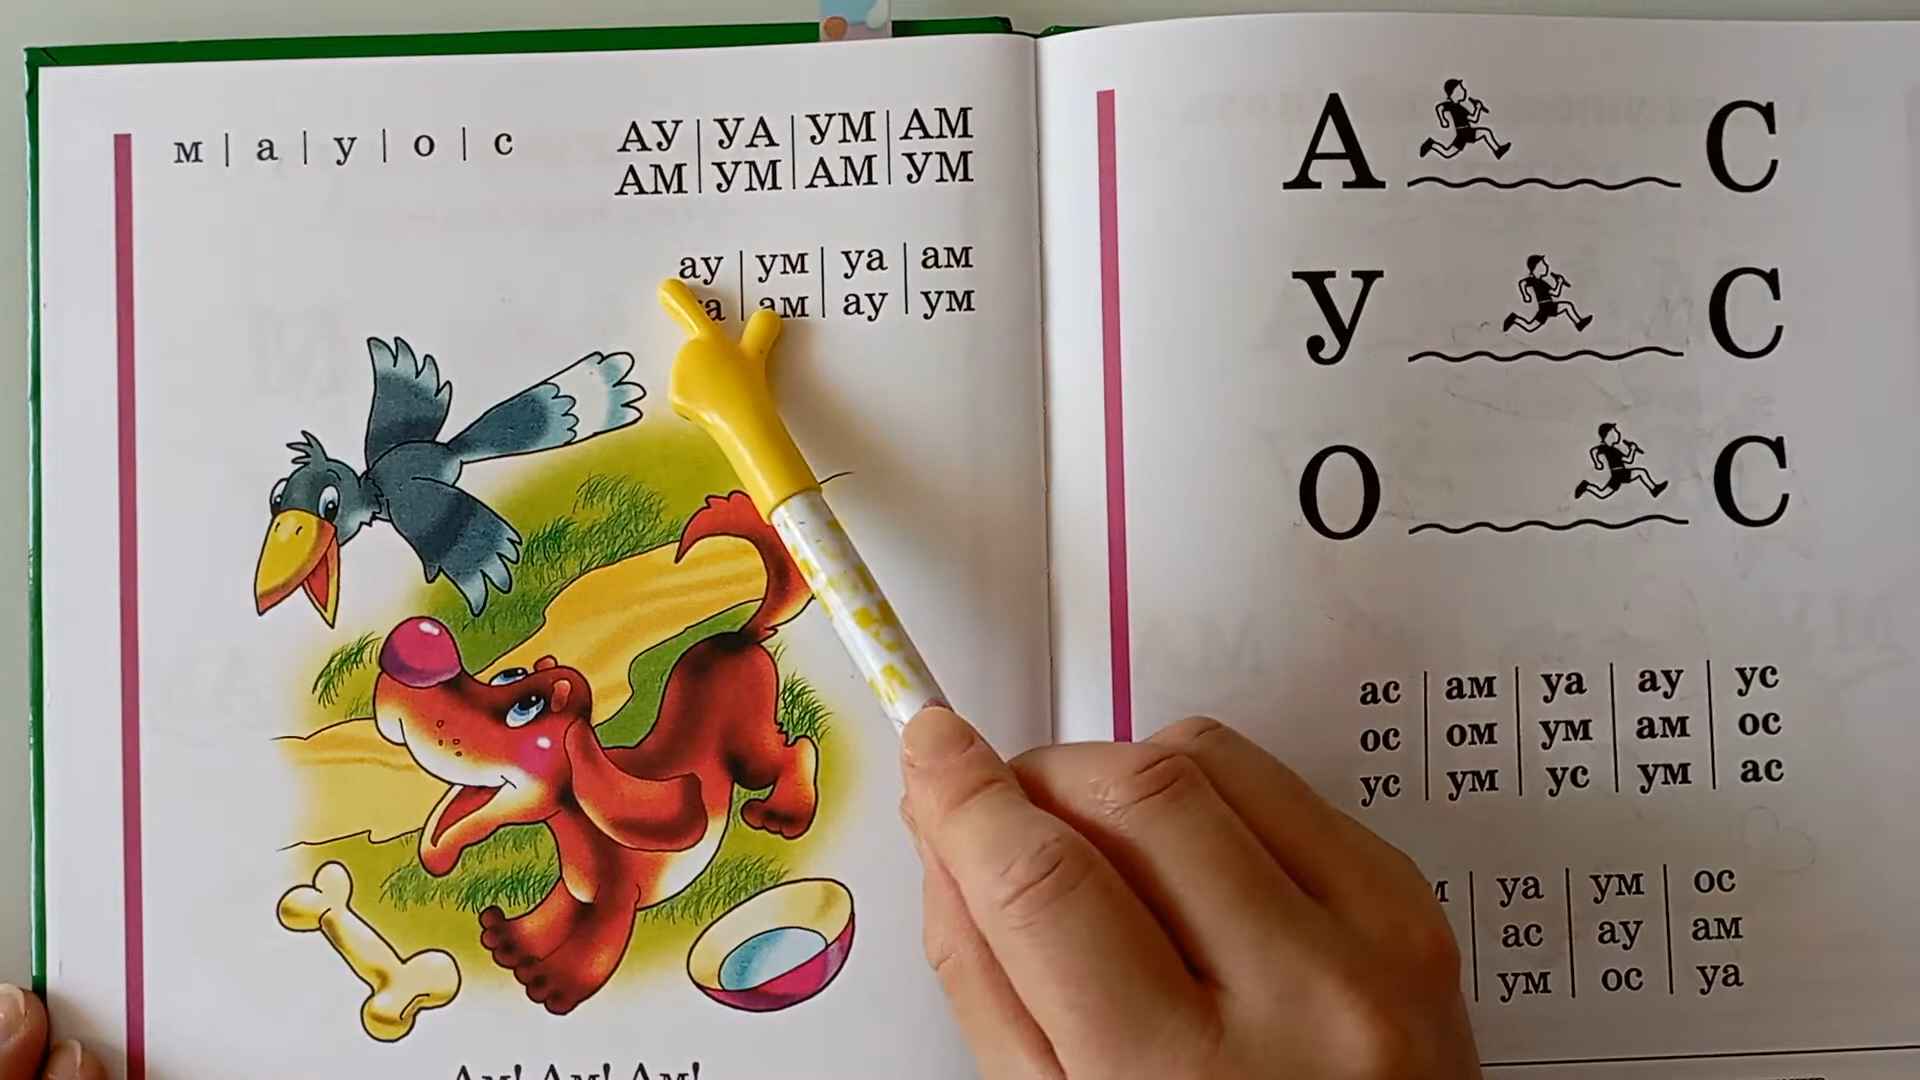 м | а | у | о | с
АУ | УА | УМ | АМ
АМ | УМ | АМ | УМ
ау | ум | уа | ам
ам | ау | ум
Ам! Ам! Ам!
А С
У С
О С
ас | ам | уа | ау | ус
ос | ом | ум | ам | ос
ус | ум | ус | ум | ас
уа | ум | ос
ас | ау | ам
ум | ос | уа